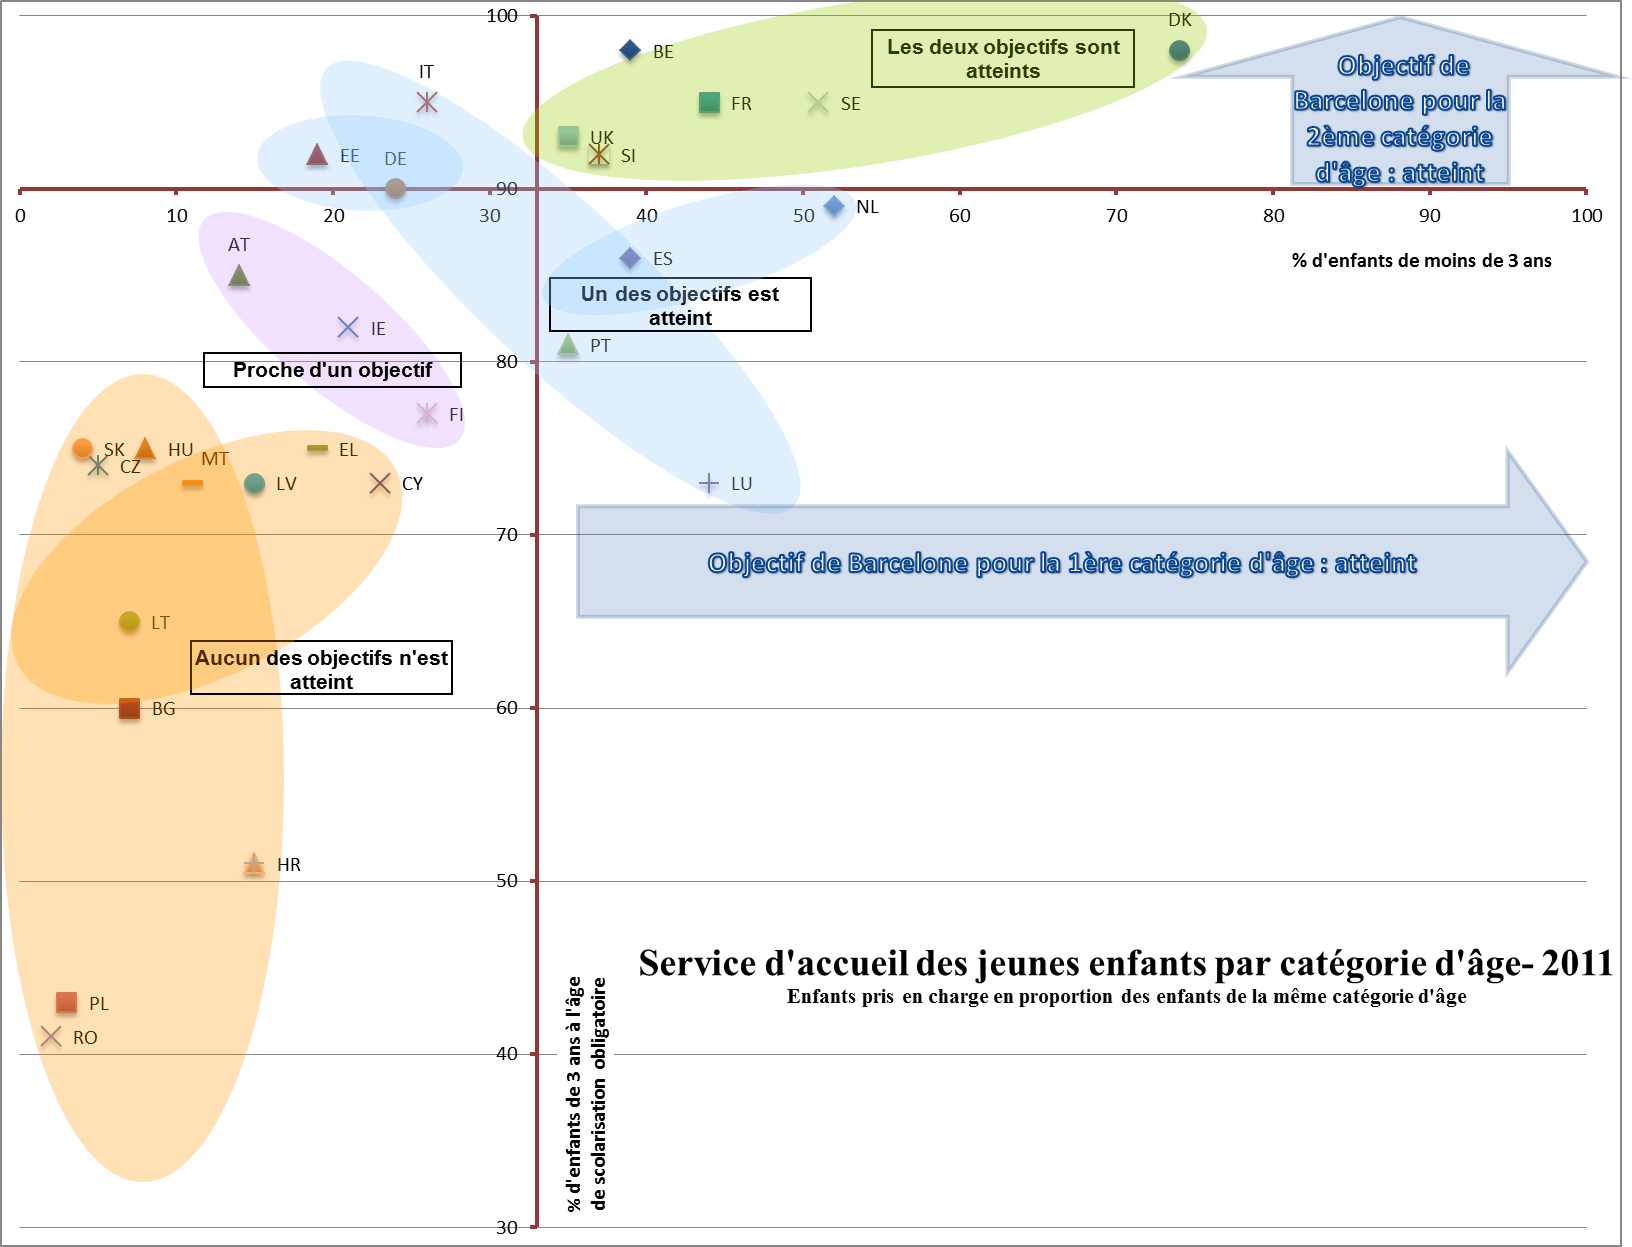 100
DK
Les deux objectifs sont
atteints
BE
IT
Objectif de
Barcelone pour la
2ème catégorie
d'âge : atteint
FR
SE
UK
SI
EE
DE
90
0
10
20
30
40
50
60
70
80
90
100
NL
AT
ES
% d'enfants de moins de 3 ans
Un des objectifs est
atteint
IE
PT
80
Proche d'un objectif
FI
SK
HU
MT
EL
CZ
LV
CY
LU
70
Objectif de Barcelone pour la 1ère catégorie d'âge : atteint
LT
Aucun des objectifs n'est
atteint
60
BG
HR
50
Service d'accueil des jeunes enfants par catégorie d'âge- 2011
Enfants pris en charge en proportion des enfants de la même catégorie d'âge
PL
RO
40
% d'enfants de 3 ans à l'âge
de scolarisation obligatoire
30